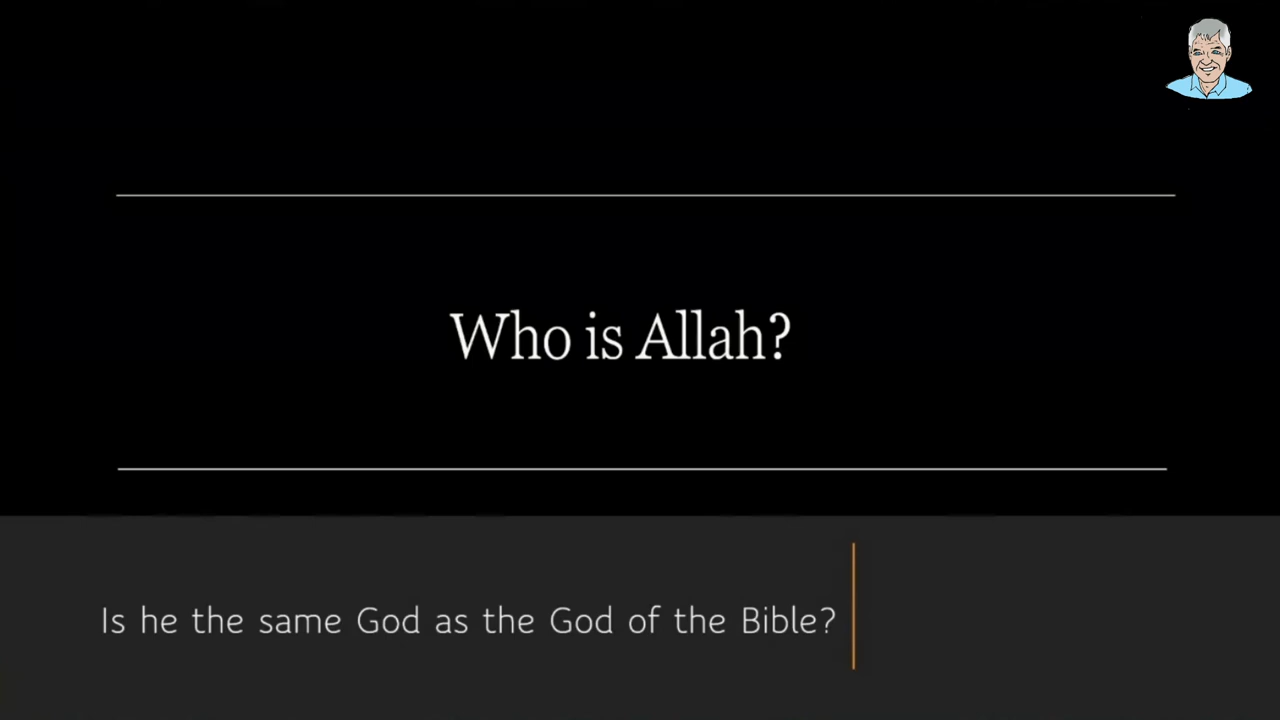 Who is Allah?
Is he the same God as the God of the Bible?